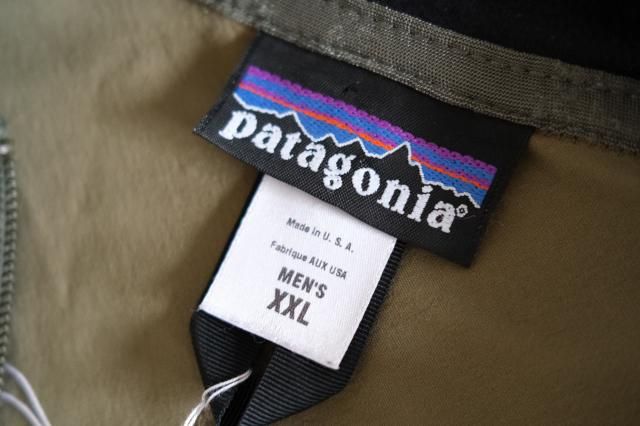 patagonia®
Made in U. S. A.
Fabrique AUX USA
MEN'S
XXL